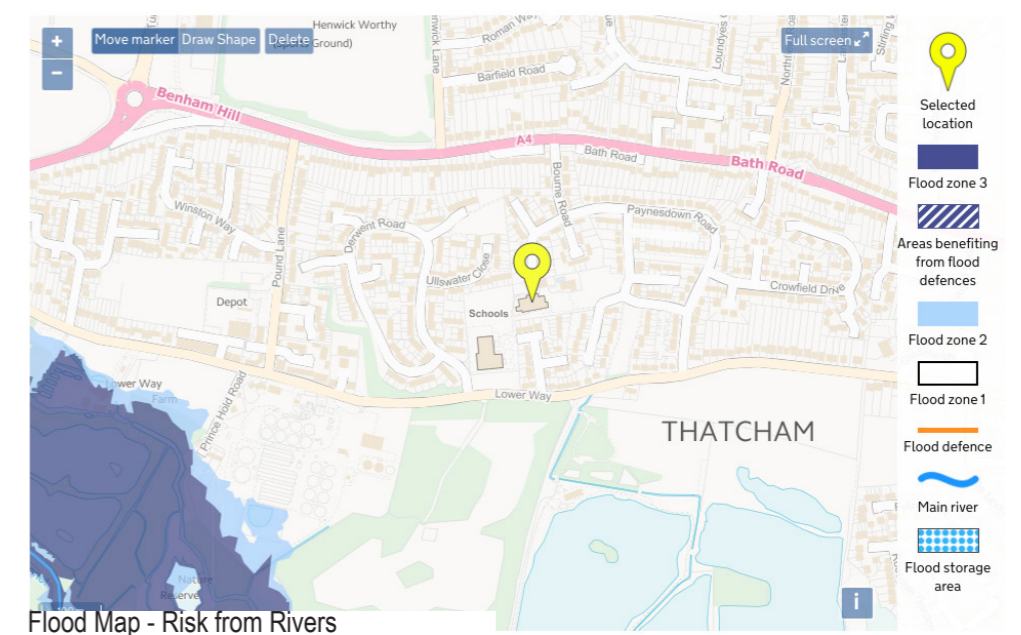 +
−
Move marker
Draw Shape
Delete
Full screen
Henwick Worthy
Ground)
Roman Way
Barfield Road
Benham Hill
A4
Bath Road
Bath Road
Bourne Road
Winston Way
Derwent Road
Paynesdown Road
Pound Lane
Ullswater Close
Crowfield Drive
Depot
Schools
Lower Way
Lower Way
Farm
Prince Hold Road
THATCHAM
Nature
Reserve
i
Selected
location
Flood zone 3
Areas benefiting
from flood
defences
Flood zone 2
Flood zone 1
Flood defence
Main river
Flood storage
area
Flood Map - Risk from Rivers